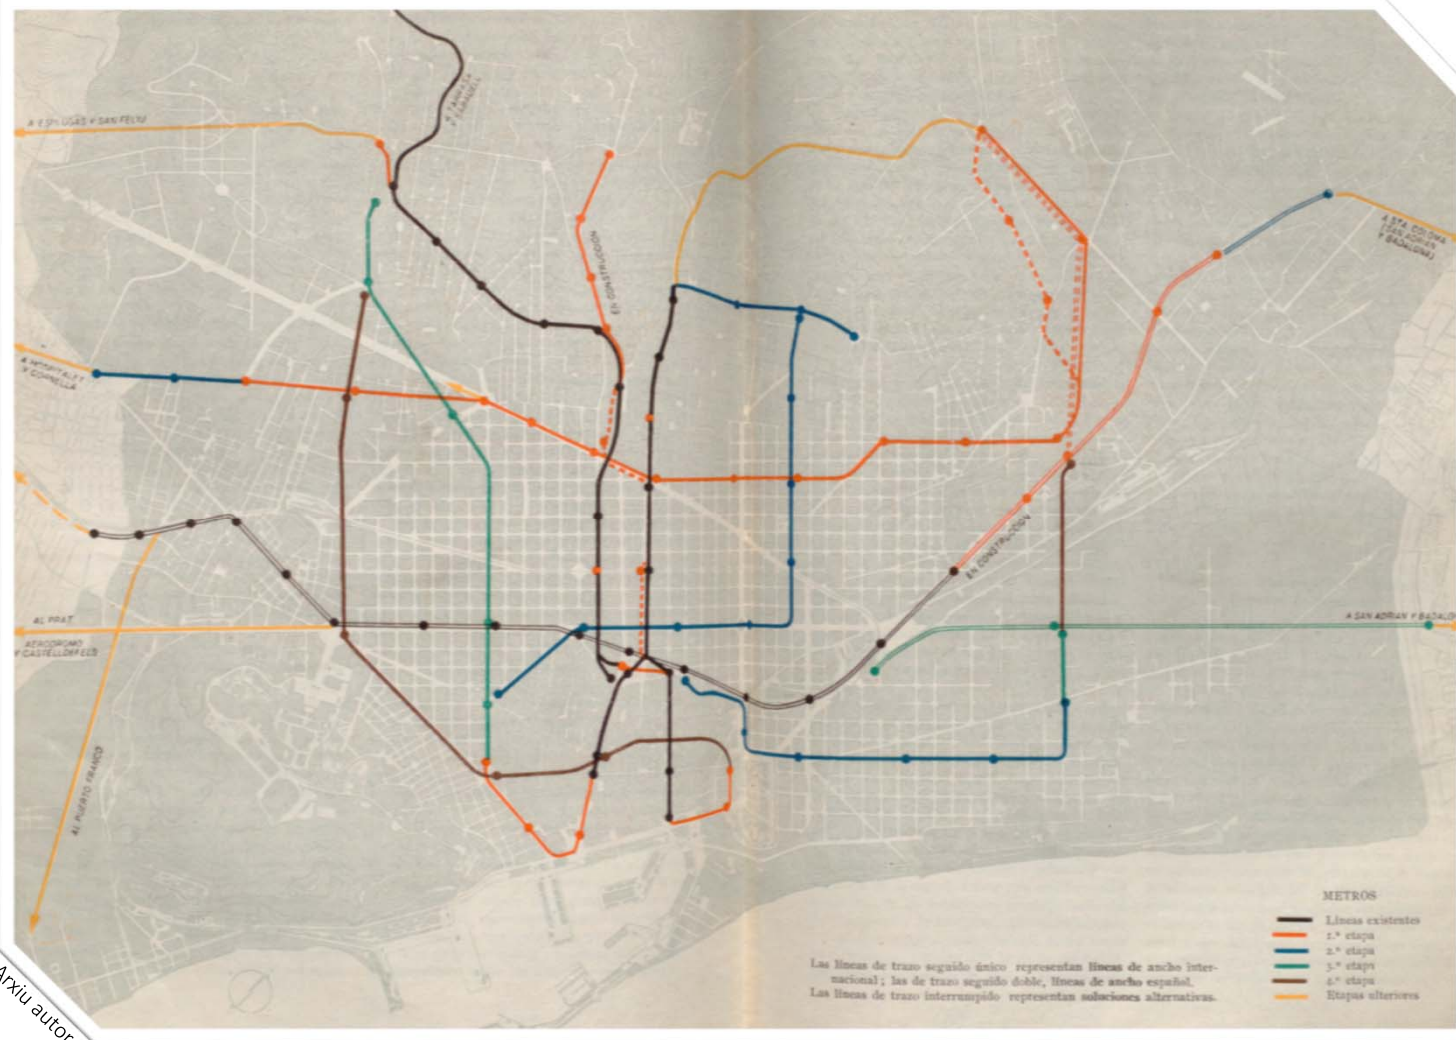 A ESPLUGAS Y SAN FELIU
A TARRASA
Y SABADELL
EN CONSTRUCCION
A STA. COLOMA
(SAN ADRIAN
Y BADALONA)
A HOSPITALET
Y CORNELLA
EN CONSTRUCCION
AL PRAT
AERODROMO
Y CASTELLDEFELS
A SAN ADRIAN Y BADALO
AL PUERTO FRANCO
METROS
Líneas existentes
1.ª etapa
2.ª etapa
3.ª etapa
4.ª etapa
Etapas ulteriores
Las líneas de trazo seguido único representan líneas de ancho inter-
nacional; las de trazo seguido doble, líneas de ancho español.
Las líneas de trazo interrumpido representan soluciones alternativas.
Arxiu autor